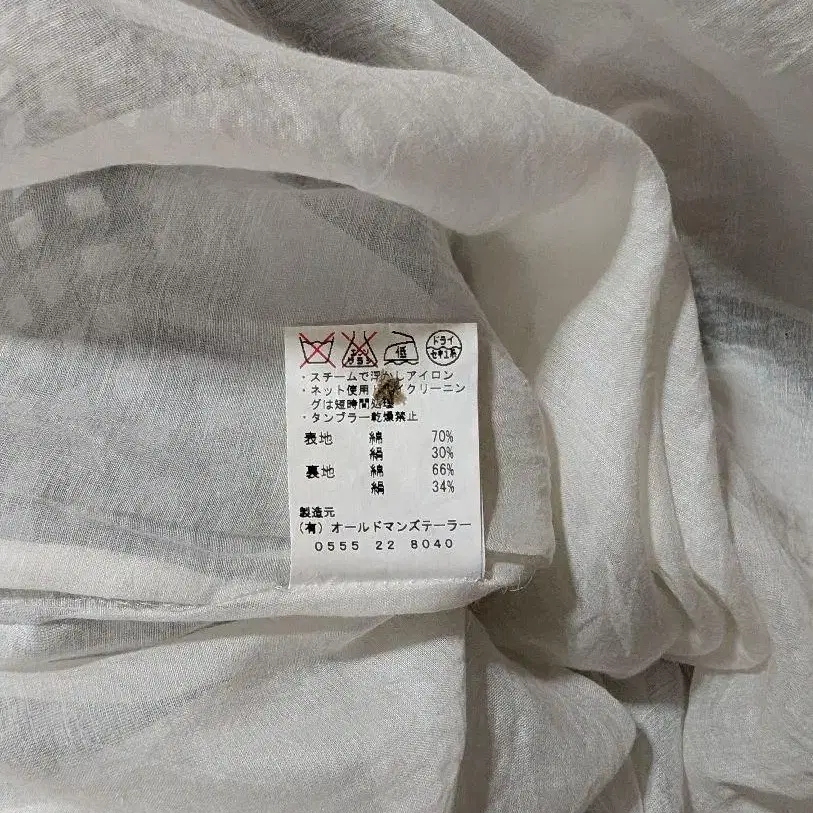 低 ドライ セキユ系
・スチームで浮かしアイロン
・ネット使用 クリーニン
グは短時間処理
・タンブラー乾燥禁止
表地 綿 70%
絹 30%
裏地 綿 66%
絹 34%
製造元
(有) オールドマンズテーラー
0555 22 8040